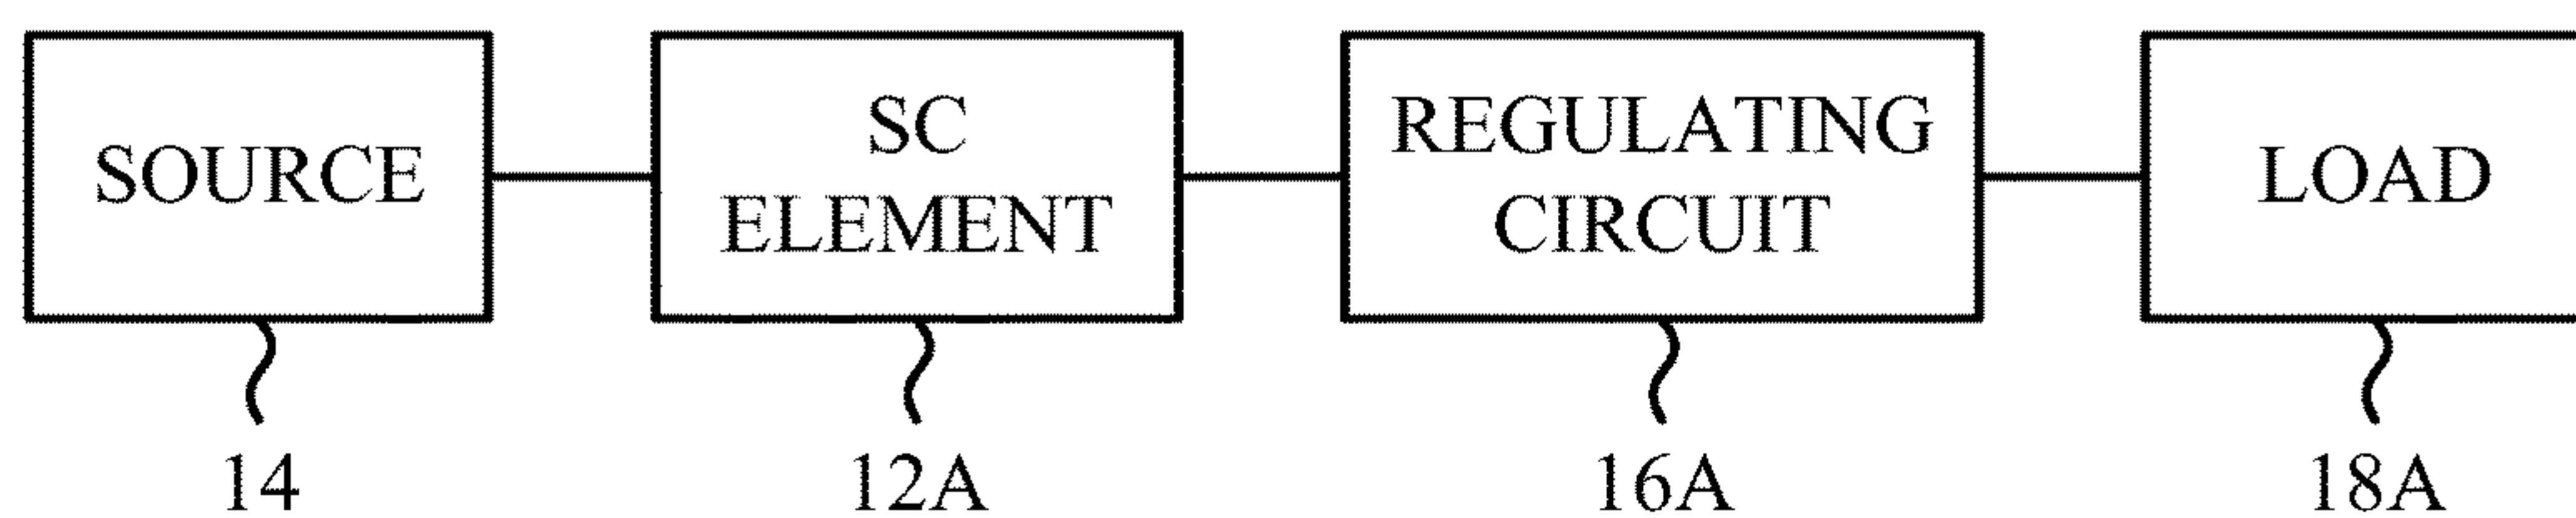 SOURCE
SC
ELEMENT
REGULATING
CIRCUIT
LOAD
14
12A
16A
18A